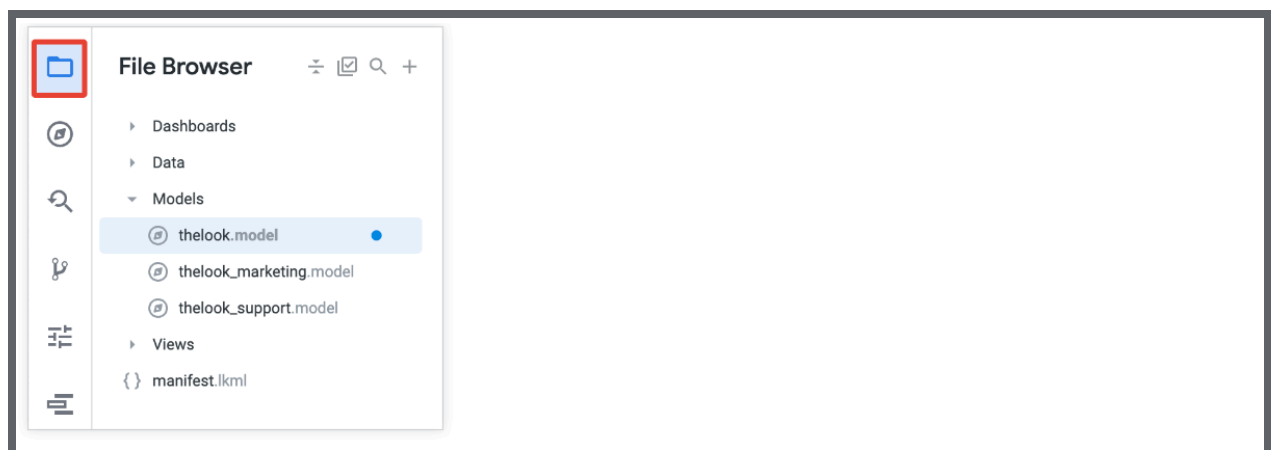 File Browser
Dashboards
Data
Models
thelook.model
thelook_marketing.model
thelook_support.model
Views
{ } manifest.lkml